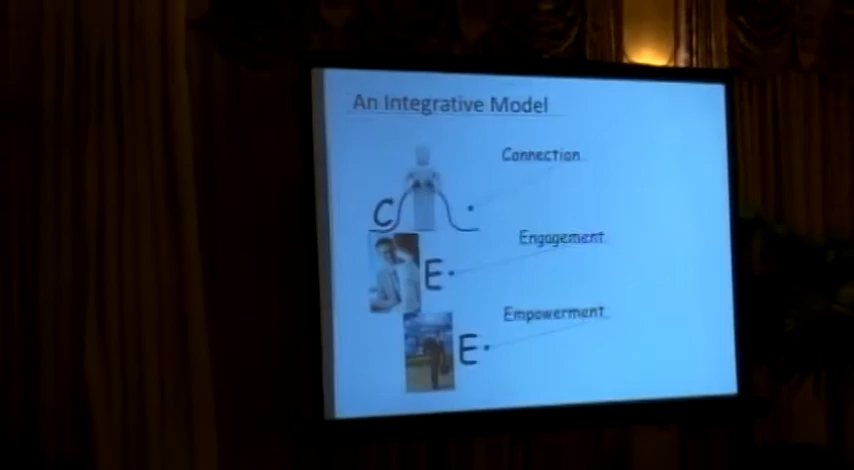 An Integrative Model
Connection
C
Engagement
E
Empowerment
E